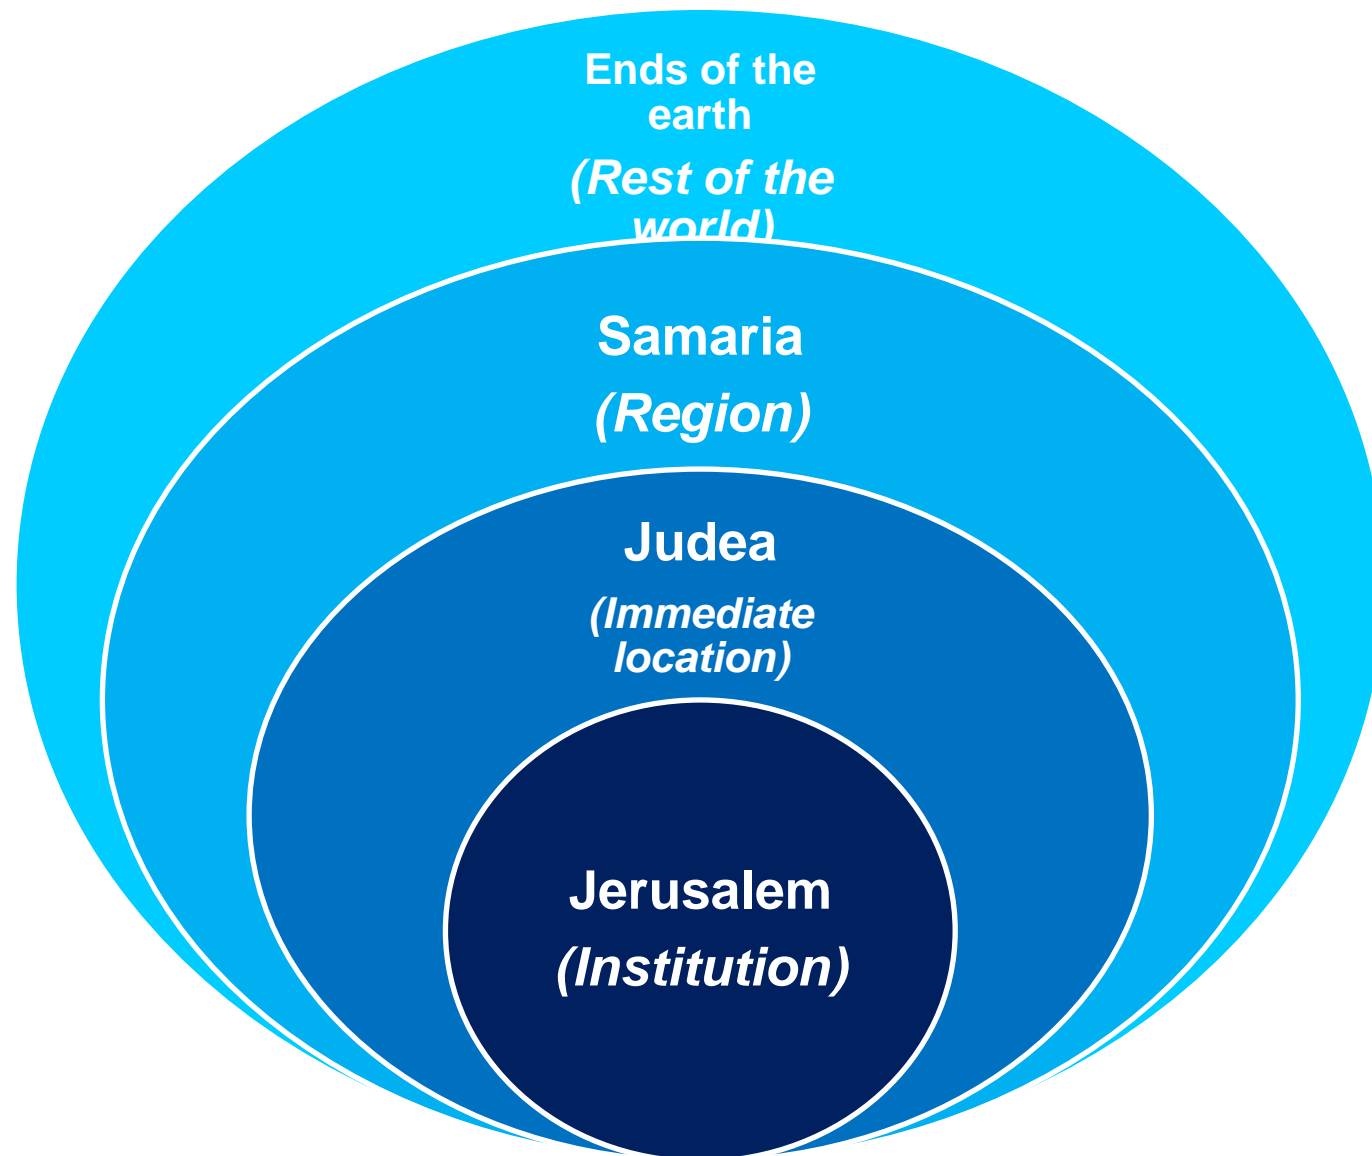 Ends of the
earth
(Rest of the
world)
Samaria
(Region)
Judea
(Immediate
location)
Jerusalem
(Institution)